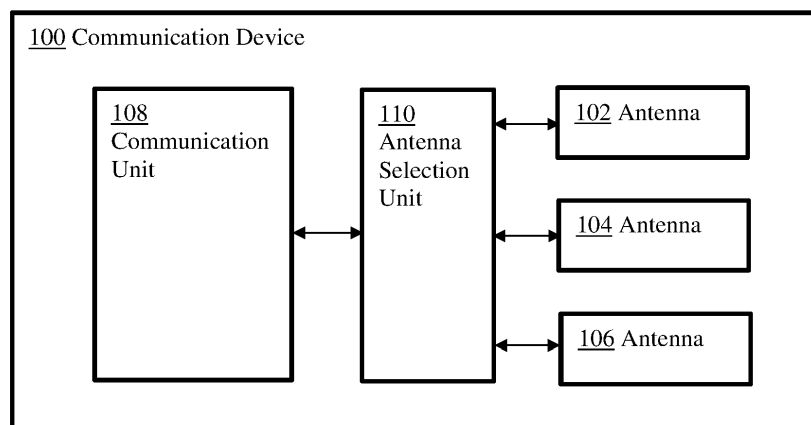 100 Communication Device
108
Communication
Unit
110
Antenna
Selection
Unit
102 Antenna
104 Antenna
106 Antenna